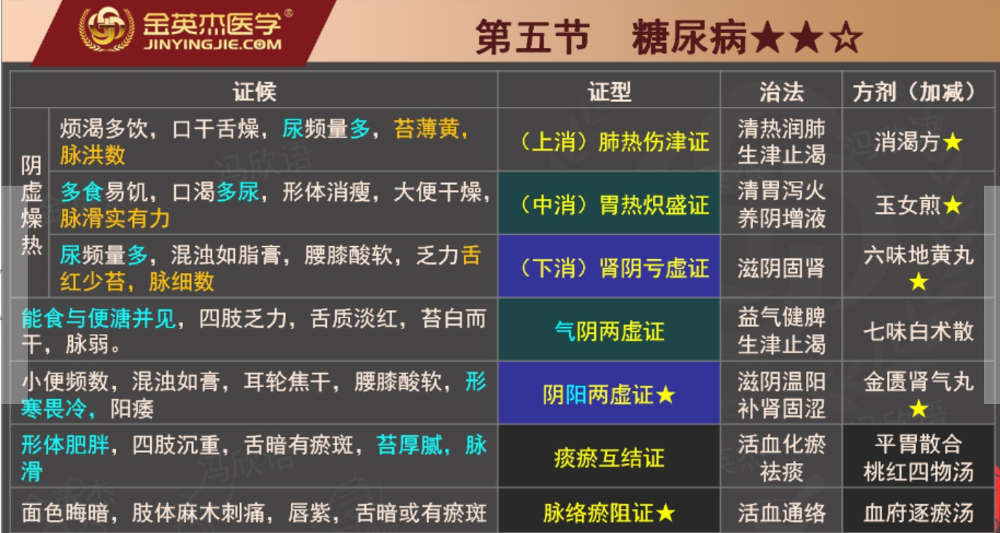 金英杰医学®
JINYINGJIE.COM
第五节 糖尿病★★☆
证候 证型 治法 方剂（加减）
阴虚燥热
烦渴多饮，口干舌燥，尿频量多，苔薄黄，
脉洪数
（上消）肺热伤津证
清热润肺
生津止渴
消渴方★
多食易饥，口渴多尿，形体消瘦，大便干燥，
脉滑实有力
（中消）胃热炽盛证
清胃泻火
养阴增液
玉女煎★
尿频量多，混浊如脂膏，腰膝酸软，乏力舌
红少苔，脉细数
（下消）肾阴亏虚证
滋阴固肾
六味地黄丸
★
能食与便溏并见，四肢乏力，舌质淡红，苔白而
干，脉弱。
气阴两虚证
益气健脾
生津止渴
七味白术散
小便频数，混浊如膏，耳轮焦干，腰膝酸软，形
寒畏冷，阳痿
阴阳两虚证★
滋阴温阳
补肾固涩
金匮肾气丸
★
形体肥胖，四肢沉重，舌暗有瘀斑，苔厚腻，脉
滑
痰瘀互结证
活血化瘀
祛痰
平胃散合
桃红四物汤
面色晦暗，肢体麻木刺痛，唇紫，舌暗或有瘀斑
脉络瘀阻证★
活血通络
血府逐瘀汤
冯欣语
冯欣语